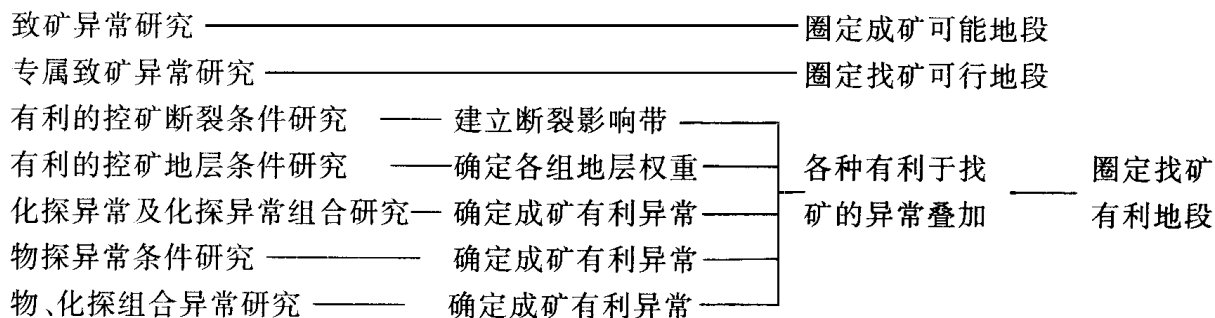 致矿异常研究 圈定成矿可能地段
专属致矿异常研究 圈定找矿可行地段
有利的控矿断裂条件研究 建立断裂影响带
有利的控矿地层条件研究 确定各组地层权重 各种有利于找 圈定找矿
化探异常及化探异常组合研究 确定成矿有利异常 矿的异常叠加 有利地段
物探异常条件研究 确定成矿有利异常
物、化探组合异常研究 确定成矿有利异常